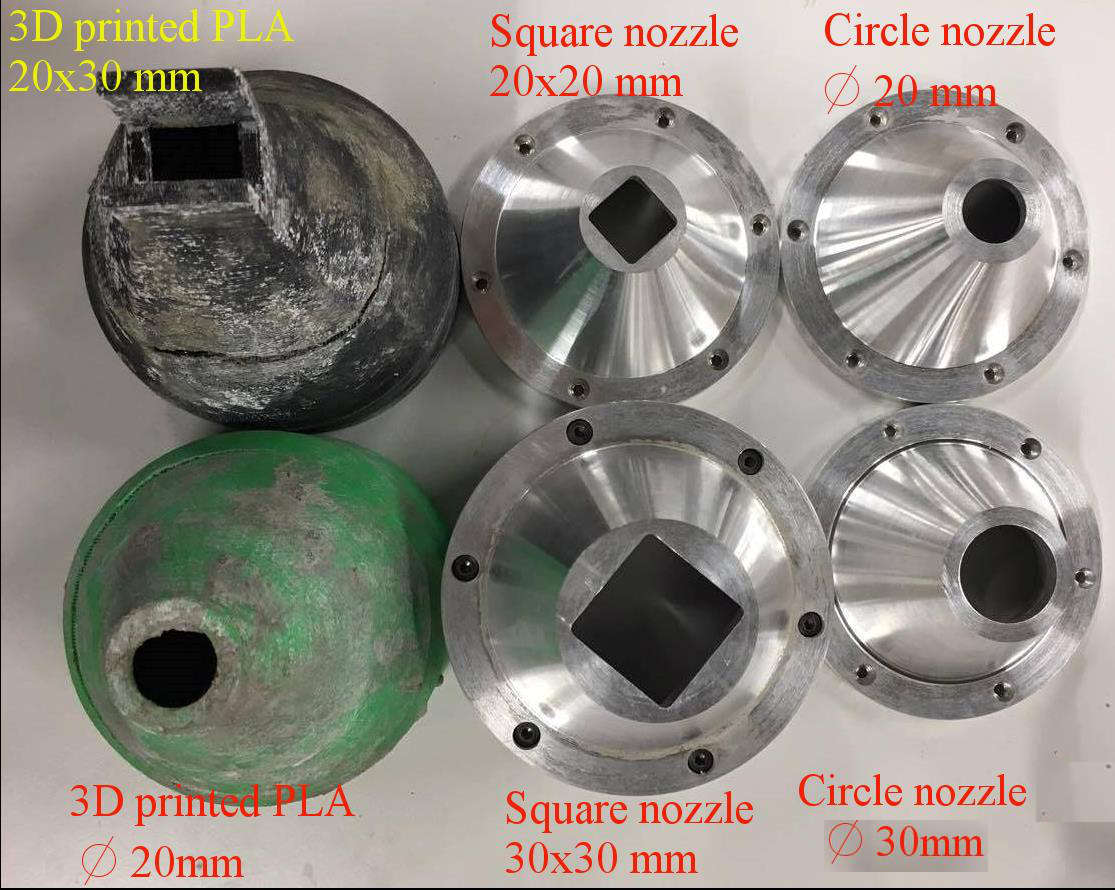 3D printed PLA
20x30 mm
Square nozzle
20x20 mm
Circle nozzle
∅ 20 mm
3D printed PLA
∅ 20mm
Square nozzle
30x30 mm
Circle nozzle
∅ 30mm